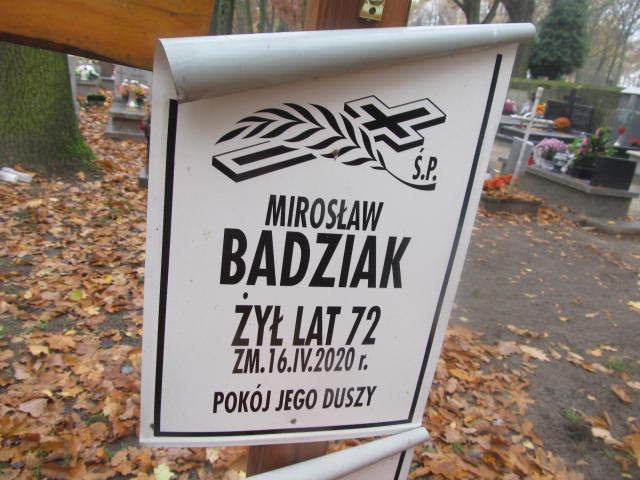 Ś.P.
MIROSŁAW
BADZIAK
ŻYŁ LAT 72
ZM.16.IV.2020 r.
POKÓJ JEGO DUSZY